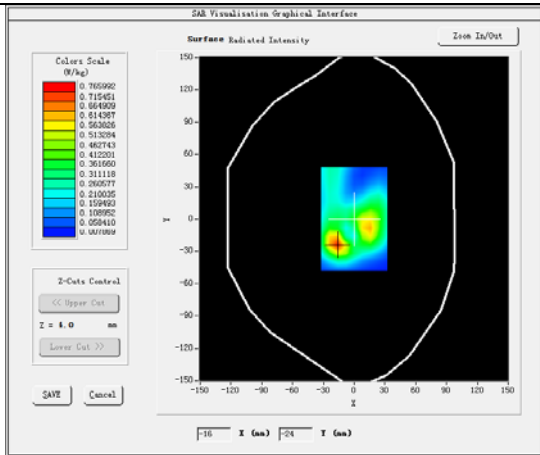 SAR Visualisation Graphical Interface
Surface Radiated Intensity
Zoom In/Out
Colors Scale
(W/kg)
0.765992
0.715451
0.664909
0.614367
0.563826
0.513284
0.462743
0.412201
0.361660
0.311118
0.260577
0.210035
0.159493
0.108952
0.058410
0.007869
Z-Cuts Control
<< Upper Cut
Z = 4.0 mm
Lower Cut >>
SAVE Cancel
150
120
90
60
30
0
-30
-60
-90
-120
-150
Y
-150 -120 -90 -60 -30 0 30 60 90 120 150
X
-16 X (mm) -24 Y (mm)